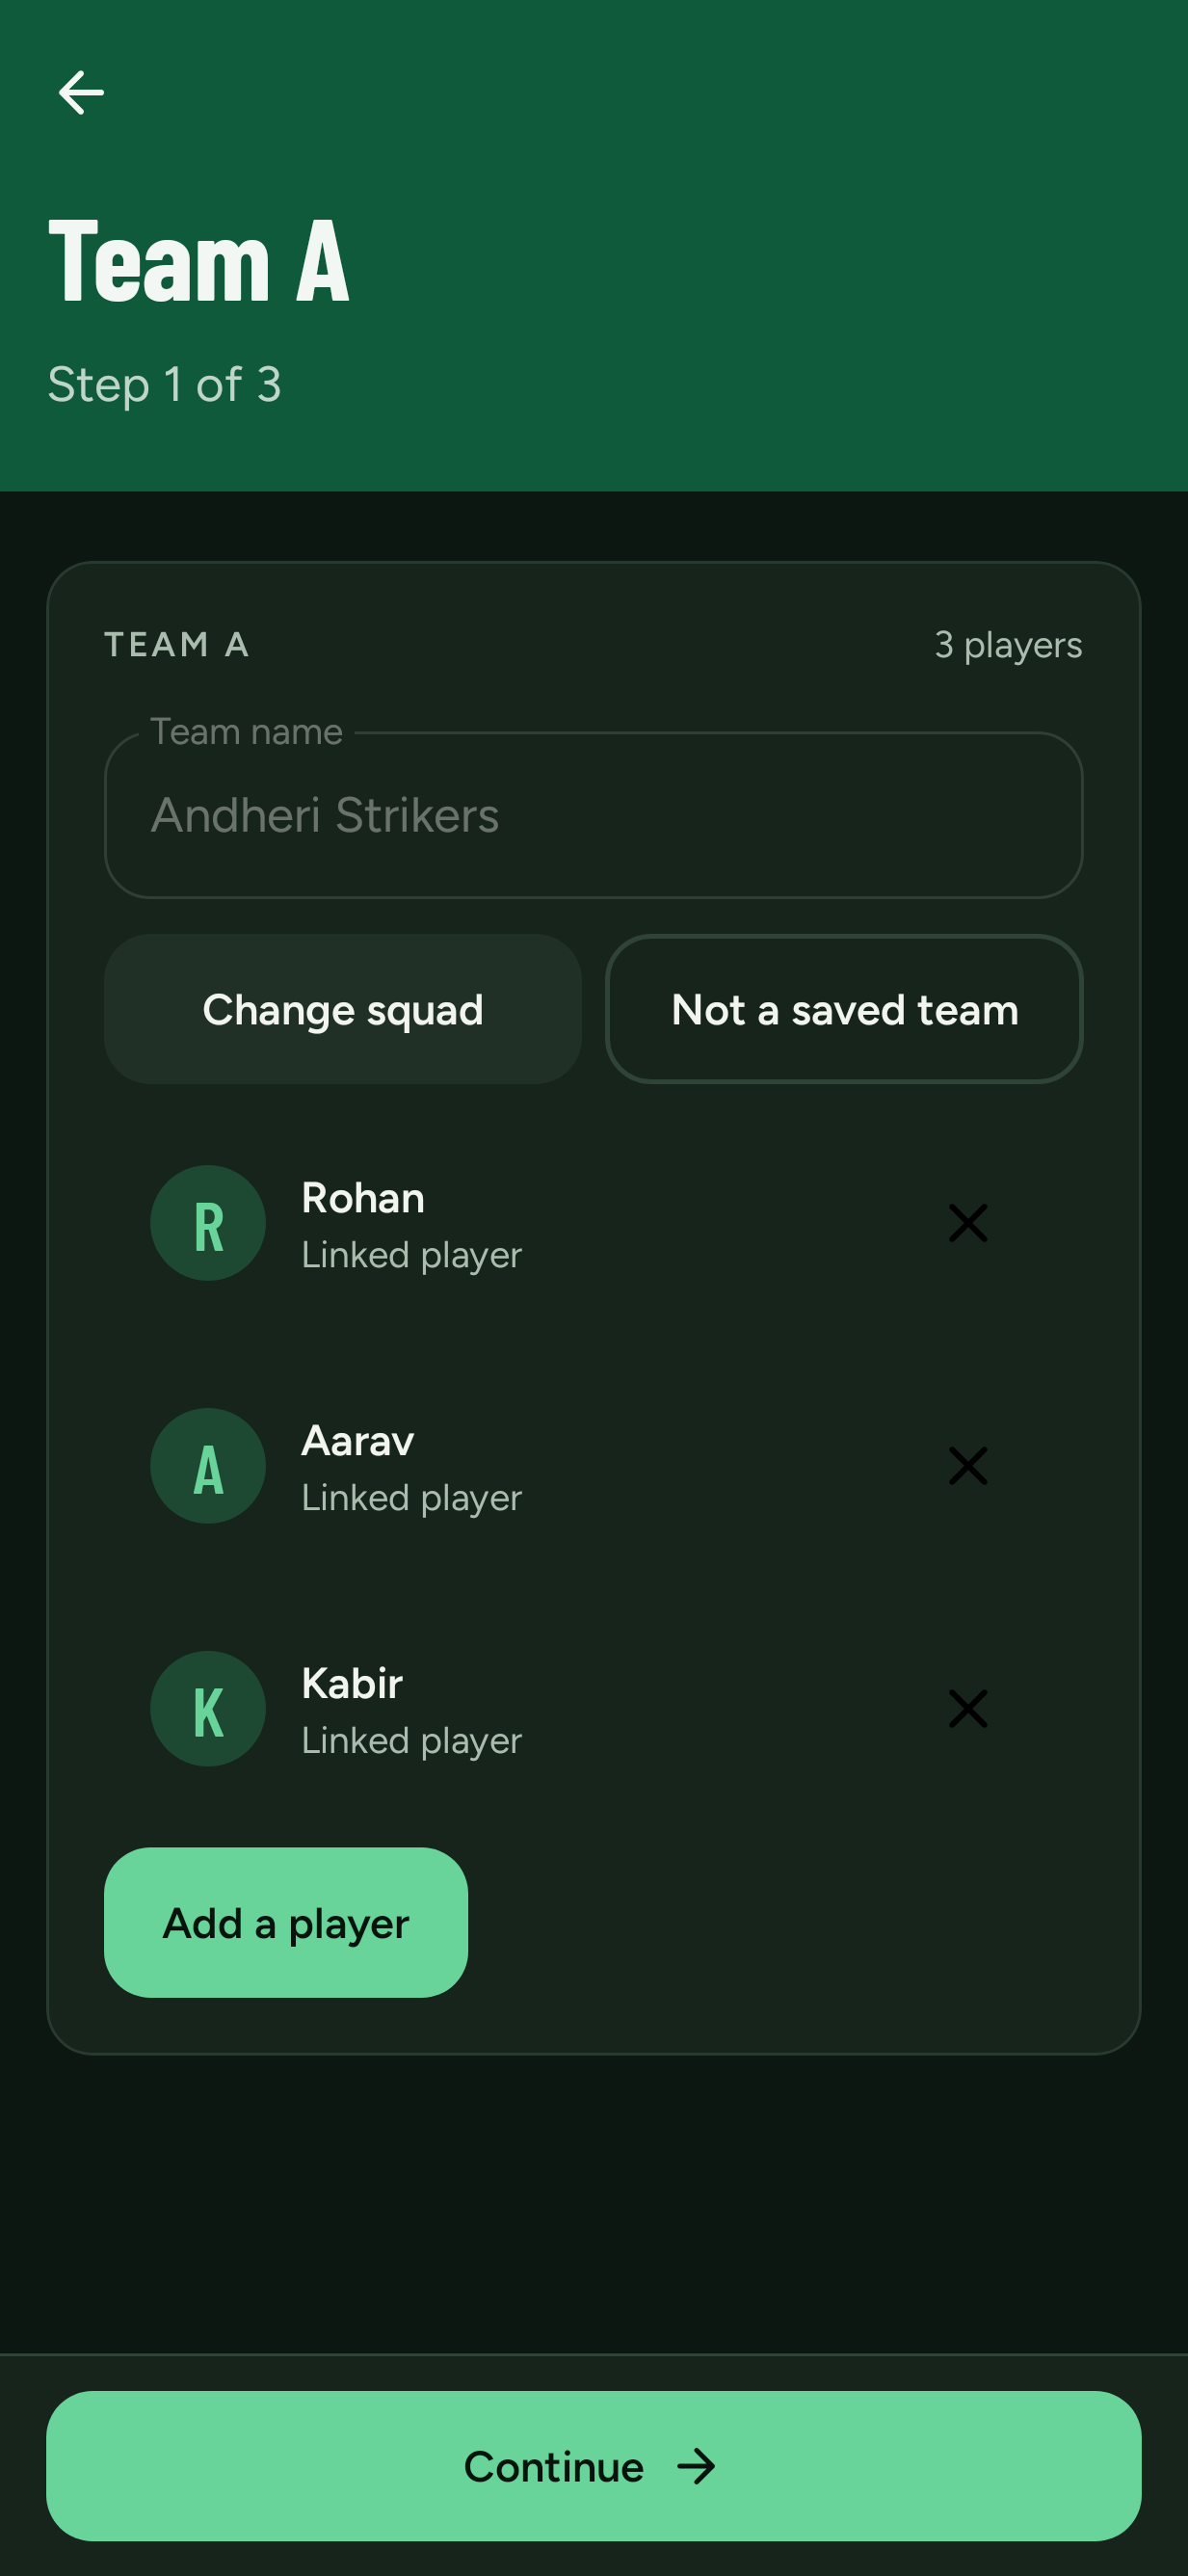 Team A
Step 1 of 3
TEAM A
3 players
Team name
Andheri Strikers
Change squad
Not a saved team
R
Rohan
Linked player
A
Aarav
Linked player
K
Kabir
Linked player
Add a player
Continue